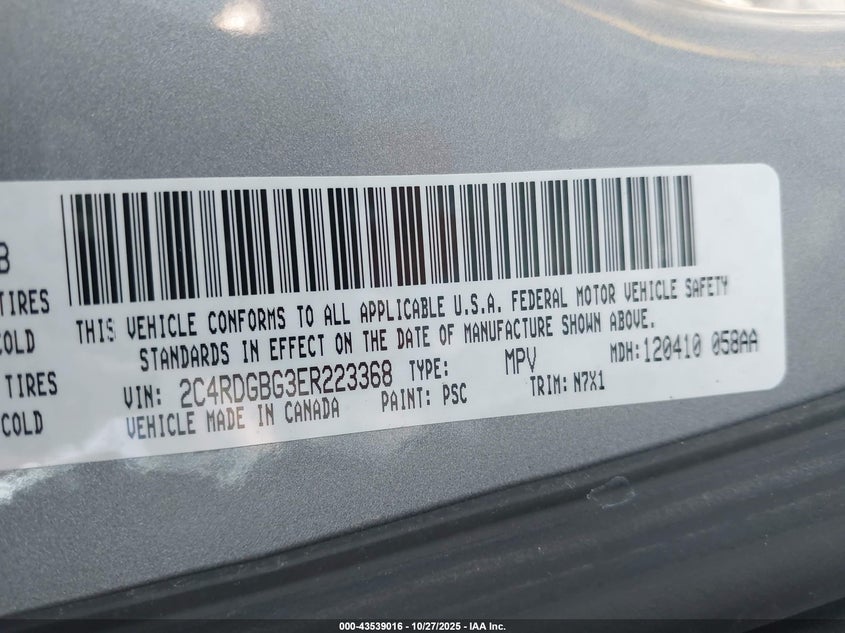 B
TIRES
COLD
TIRES
COLD
THIS VEHICLE CONFORMS TO ALL APPLICABLE U.S.A. FEDERAL MOTOR VEHICLE SAFETY
STANDARDS IN EFFECT ON THE DATE OF MANUFACTURE SHOWN ABOVE.
VIN: 2C4RDGBG3ER223368 TYPE: MPV MDH:120410 058AA
VEHICLE MADE IN CANADA PAINT: PSC TRIM: N7X1
000-43539016 - 10/27/2025 - IAA Inc.